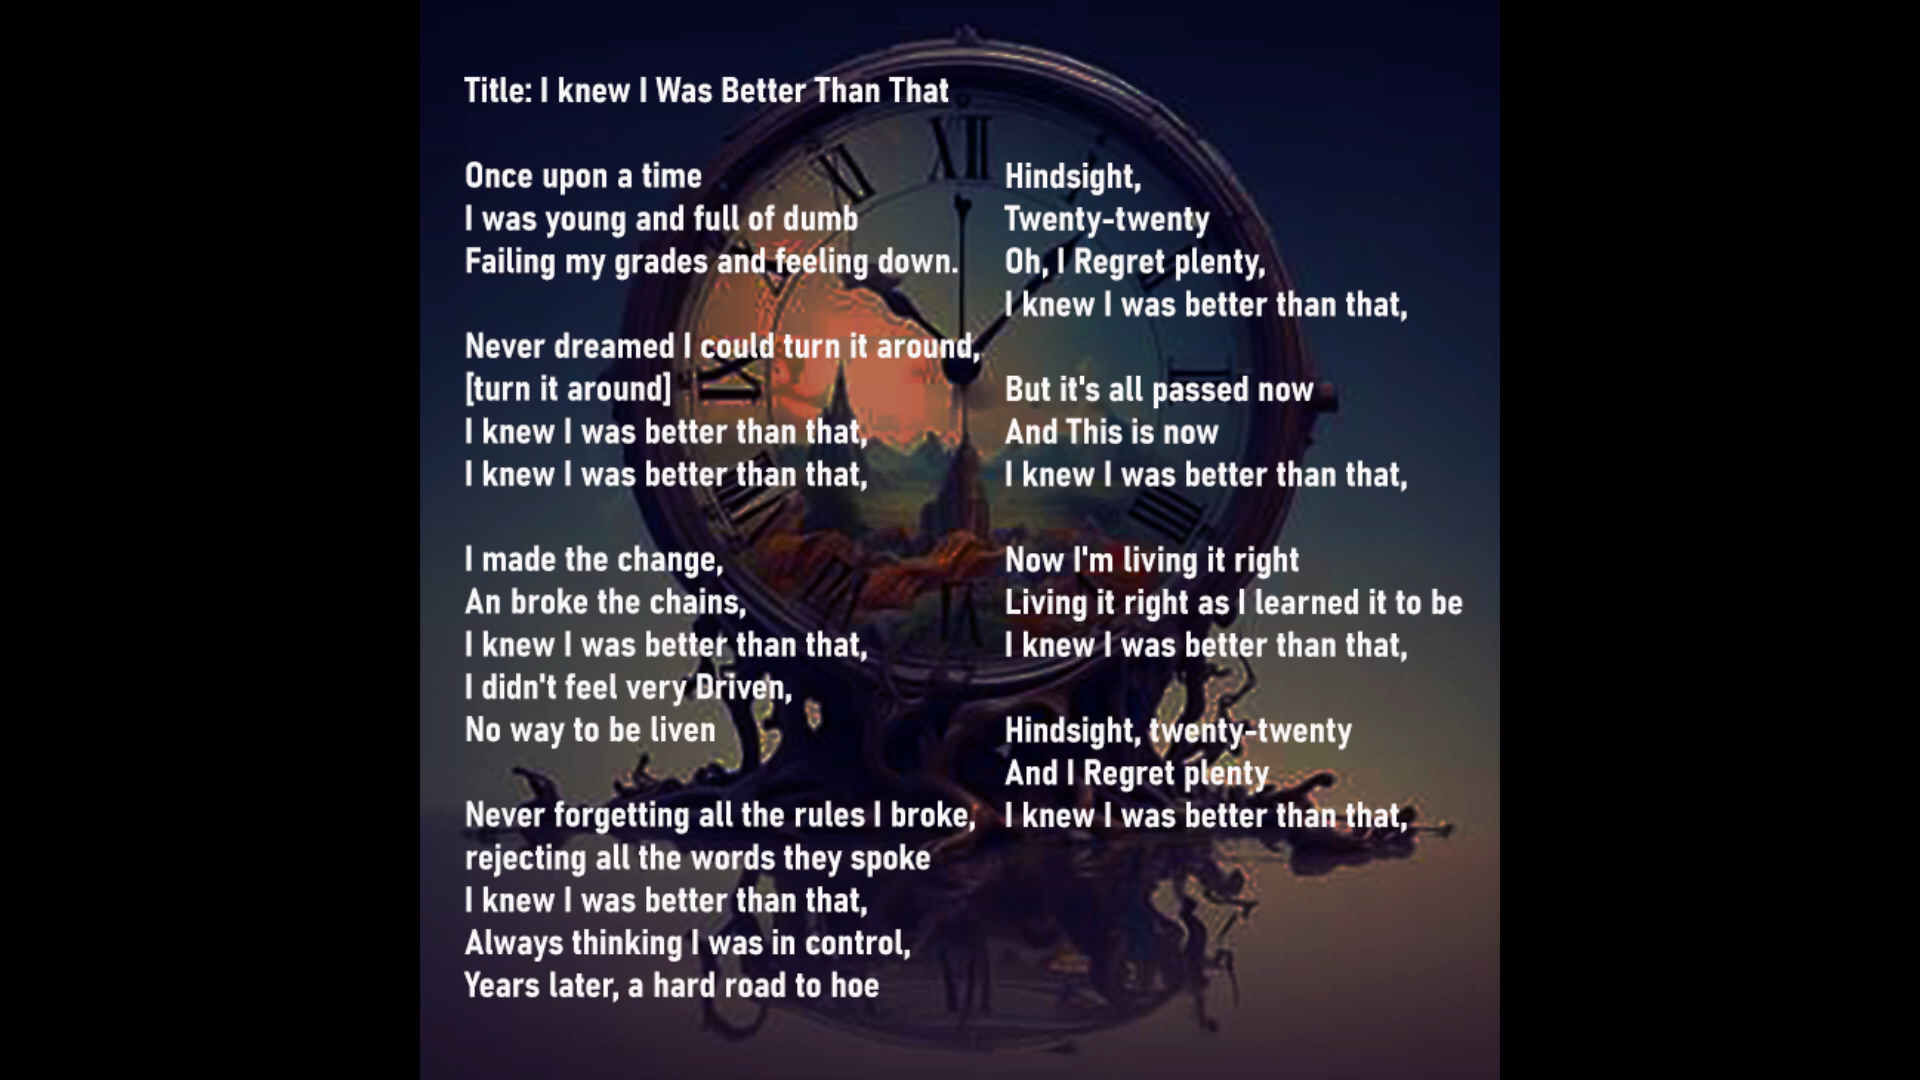 Title: I knew I Was Better Than That
Once upon a time
I was young and full of dumb
Failing my grades and feeling down.
Never dreamed I could turn it around,
[turn it around]
I knew I was better than that,
I knew I was better than that,
I made the change,
An broke the chains,
I knew I was better than that,
I didn't feel very Driven,
No way to be liven
Never forgetting all the rules I broke,
rejecting all the words they spoke
I knew I was better than that,
Always thinking I was in control,
Years later, a hard road to hoe
Hindsight,
Twenty-twenty
Oh, I Regret plenty,
I knew I was better than that,
But it's all passed now
And This is now
I knew I was better than that,
Now I'm living it right
Living it right as I learned it to be
I knew I was better than that,
Hindsight, twenty-twenty
And I Regret plenty
I knew I was better than that,